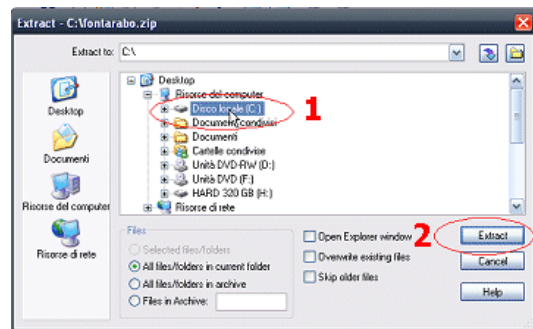 Extract - C:\fontarabo.zip
Extract to: C:\
Desktop
Risorse del computer
Disco locale (C:)
Documenti condivisi
Documenti
Cartelle condivise
Unità DVD-RW (D:)
Unità DVD (F:)
HARD 320 GB (H:)
Risorse di rete
1
Desktop
Documenti
Risorse del computer
Risorse di rete
Files
Selected files/folders
All files/folders in current folder
All files/folders in archive
Files in Archive:
Open Explorer window
Overwrite existing files
Skip older files
2
Extract
Cancel
Help